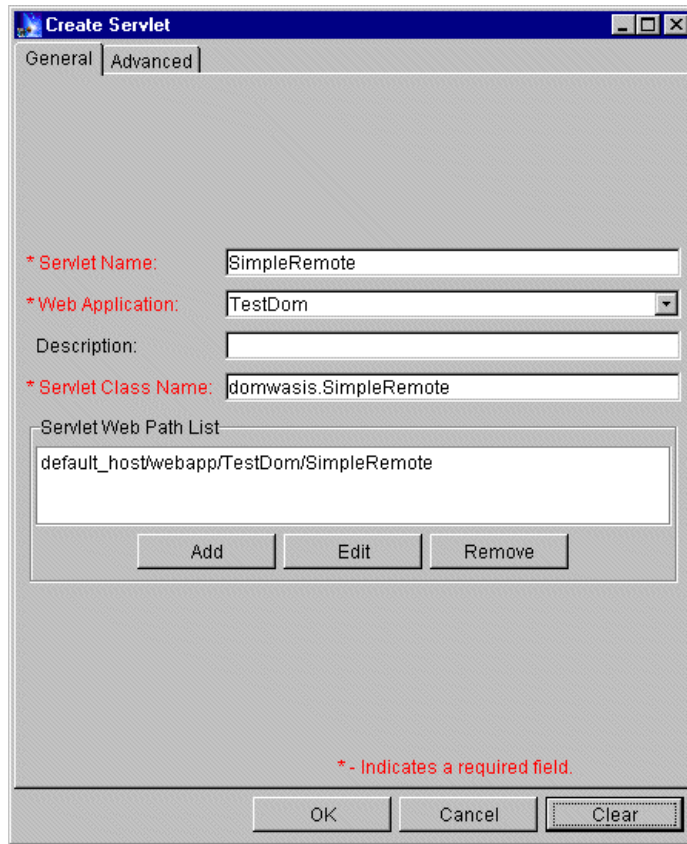 Create Servlet
General Advanced
* Servlet Name: SimpleRemote
* Web Application: TestDom
Description:
* Servlet Class Name: domwasis.SimpleRemote
Servlet Web Path List
default_host/webapp/TestDom/SimpleRemote
Add Edit Remove
* - Indicates a required field.
OK Cancel Clear